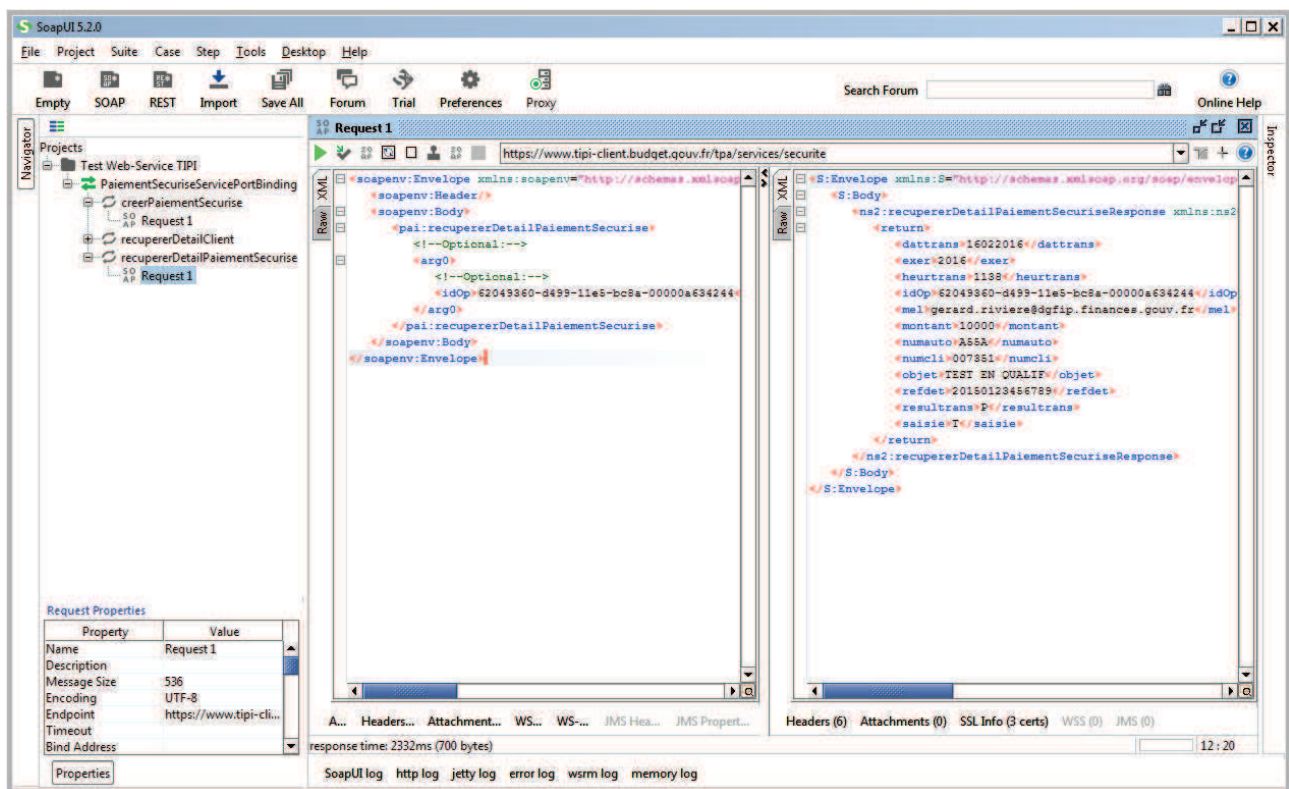 SoapUI 5.2.0
File Project Suite Case Step Tools Desktop Help
Empty SOAP REST Import Save All Forum Trial Preferences Proxy
Search Forum
Online Help
Navigator
Projects
Test Web-Service TIPI
PaiementSecuriseServicePortBinding
creerPaiementSecurise
Request 1
recupererDetailClient
recupererDetailPaiementSecurise
Request 1
Request Properties
Property Value
Name Request 1
Description
Message Size 536
Encoding UTF-8
Endpoint https://www.tipi-cli...
Timeout
Bind Address
Properties
Request 1
https://www.tipi-client.budget.gouv.fr/tpa/services/securite
XML
Raw
<soapenv:Envelope xmlns:soapenv="http://schemas.xmlsoap
<soapenv:Header/>
<soapenv:Body>
<pai:recupererDetailPaiementSecurise>
<!--Optional:-->
<arg0>
<!--Optional:-->
<idOp>62049360-d499-11e5-bc8a-00000a634244<
</arg0>
</pai:recupererDetailPaiementSecurise>
</soapenv:Body>
</soapenv:Envelope>
A... Headers... Attachment... WS... WS-... JMS Hea... JMS Propert...
XML
Raw
<S:Envelope xmlns:S="http://schemas.xmlsoap.org/soap/envelop
<S:Body>
<ns2:recupererDetailPaiementSecuriseResponse xmlns:ns2
<return>
<dattrans>16022016</dattrans>
<exer>2016</exer>
<heurtrans>1138</heurtrans>
<idOp>62049360-d499-11e5-bc8a-00000a634244</idOp
<mel>gerard.riviere@dgfip.finances.gouv.fr</mel>
<montant>10000</montant>
<numauto>A55A</numauto>
<numcli>007351</numcli>
<objet>TEST EN QUALIF</objet>
<refdet>20150123456789</refdet>
<resultrans>P</resultrans>
<saisie>T</saisie>
</return>
</ns2:recupererDetailPaiementSecuriseResponse>
</S:Body>
</S:Envelope>
Headers (6) Attachments (0) SSL Info (3 certs) WSS (0) JMS (0)
Inspector
response time: 2332ms (700 bytes)
12 : 20
SoapUI log http log jetty log error log wsrm log memory log